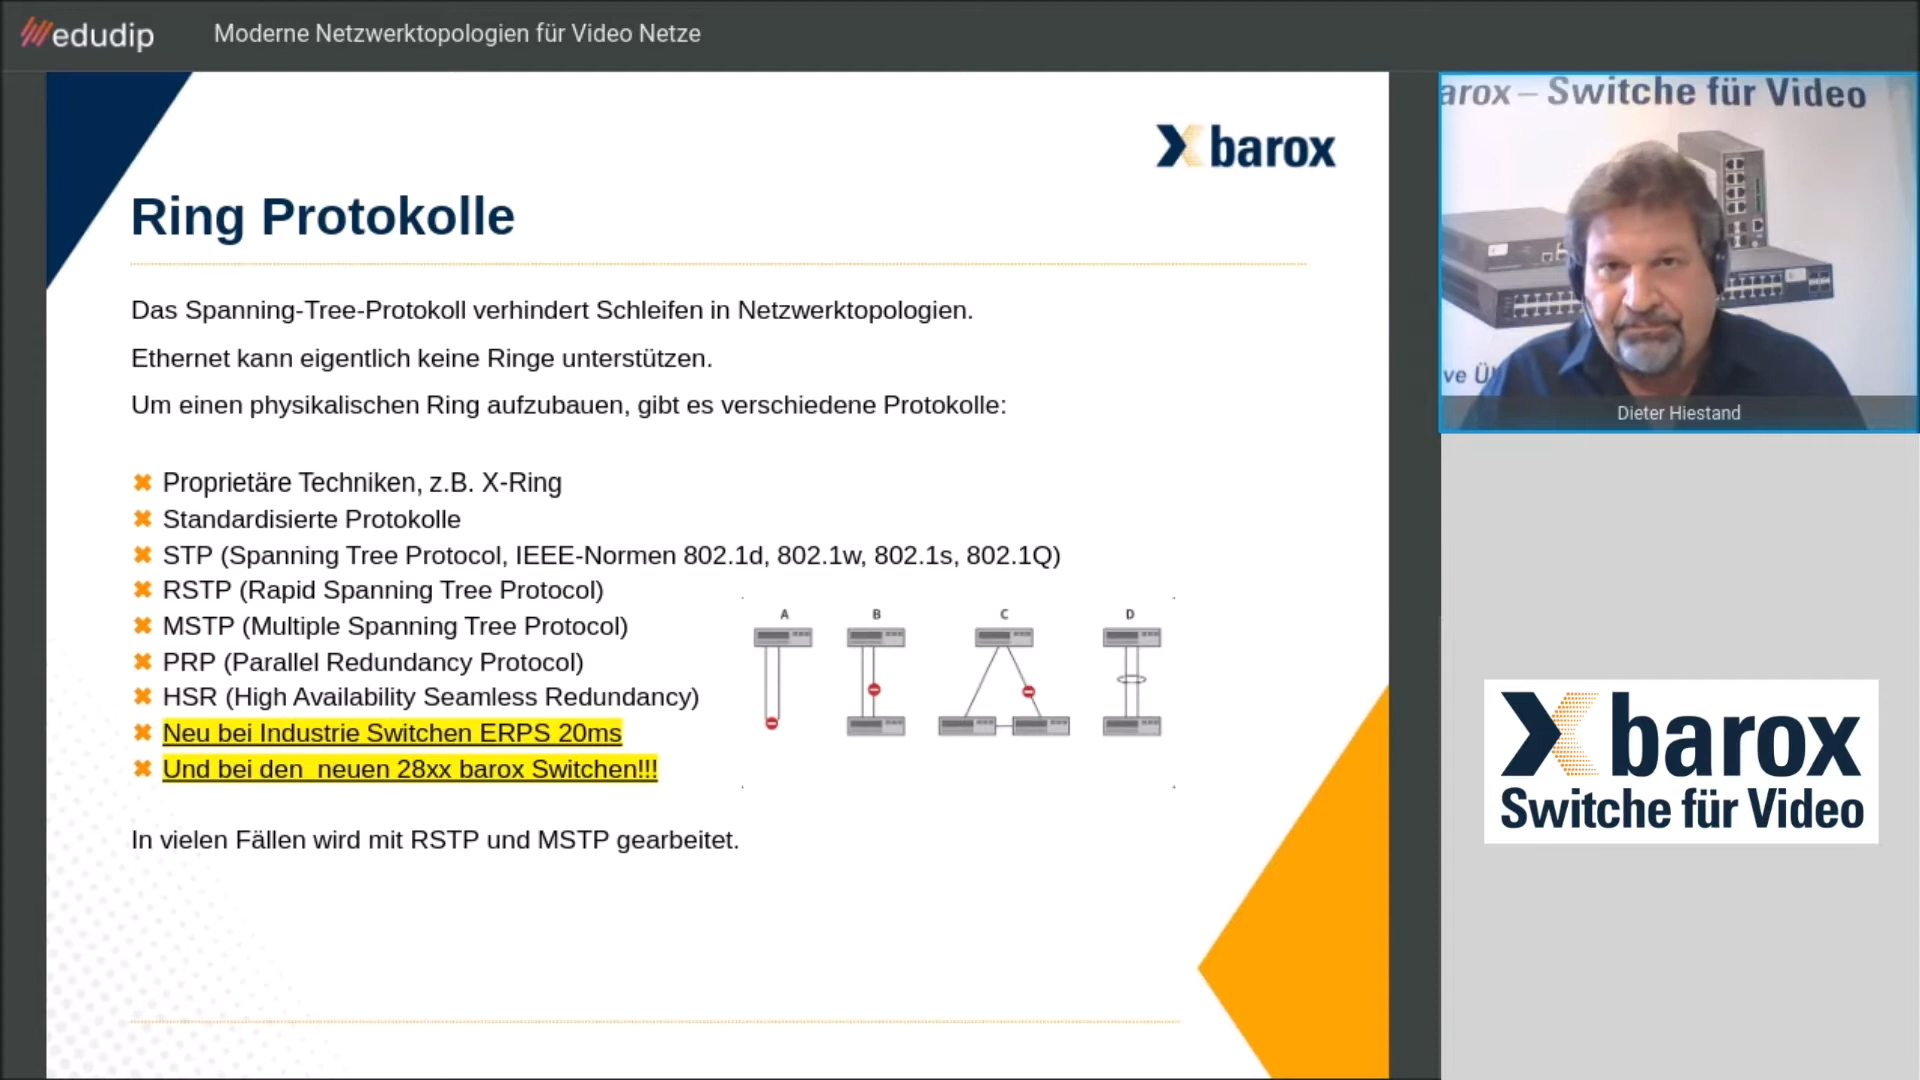 edudip
Moderne Netzwerktopologien für Video Netze
barox
Ring Protokolle
Das Spanning-Tree-Protokoll verhindert Schleifen in Netzwerktopologien.
Ethernet kann eigentlich keine Ringe unterstützen.
Um einen physikalischen Ring aufzubauen, gibt es verschiedene Protokolle:
Proprietäre Techniken, z.B. X-Ring
Standardisierte Protokolle
STP (Spanning Tree Protocol, IEEE-Normen 802.1d, 802.1w, 802.1s, 802.1Q)
RSTP (Rapid Spanning Tree Protocol)
MSTP (Multiple Spanning Tree Protocol)
PRP (Parallel Redundancy Protocol)
HSR (High Availability Seamless Redundancy)
Neu bei Industrie Switchen ERPS 20ms
Und bei den  neuen 28xx barox Switchen!!!
A B C D
In vielen Fällen wird mit RSTP und MSTP gearbeitet.
arox – Switche für Video
ve Ü
Dieter Hiestand
barox
Switche für Video